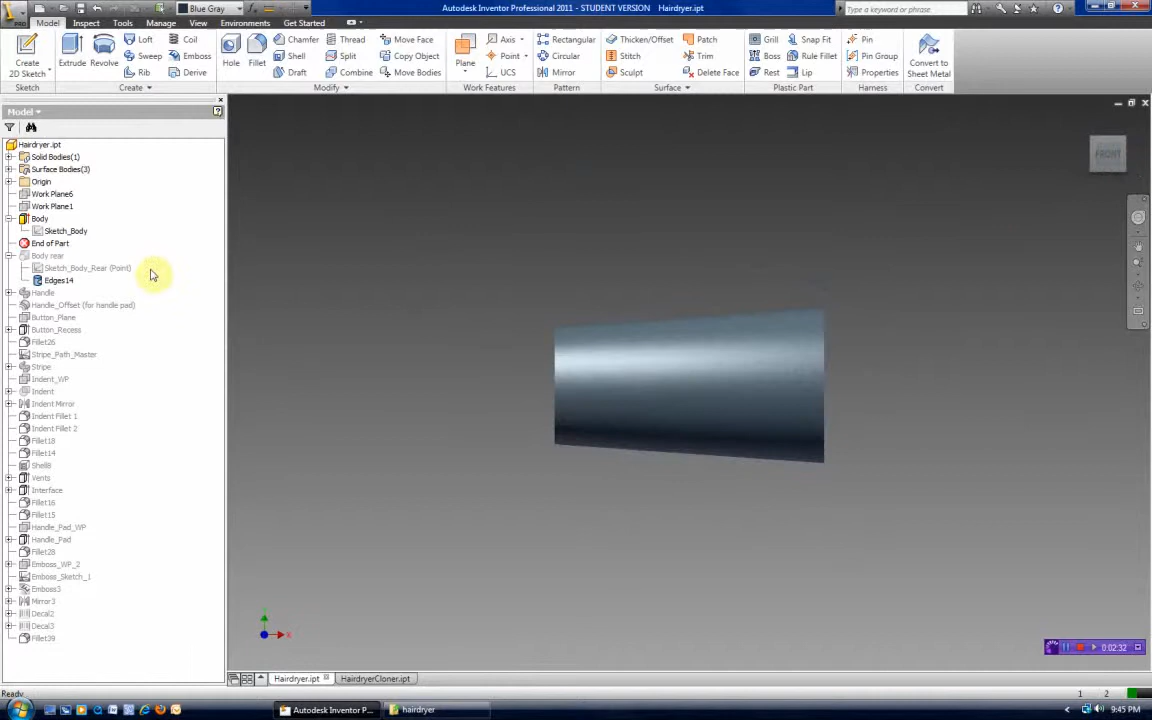 Blue Gray
Autodesk Inventor Professional 2011 - STUDENT VERSION Hairdryer.ipt
Type a keyword or phrase
PRO
Model Inspect Tools Manage View Environments Get Started
Create 2D Sketch
Sketch
Extrude Revolve
Loft Coil
Sweep Emboss
Rib Derive
Create
Hole Fillet
Chamfer Thread Move Face
Shell Split Copy Object
Draft Combine Move Bodies
Modify
Plane
Axis
Point
UCS
Work Features
Rectangular
Circular
Mirror
Pattern
Thicken/Offset Patch
Stitch Trim
Sculpt Delete Face
Surface
Grill Snap Fit
Boss Rule Fillet
Rest Lip
Plastic Part
Pin
Pin Group
Properties
Harness
Convert to Sheet Metal
Convert
Model
Hairdryer.ipt
Solid Bodies(1)
Surface Bodies(3)
Origin
Work Plane6
Work Plane1
Body
Sketch_Body
End of Part
Body rear
Sketch_Body_Rear (Point)
Edges14
Handle
Handle_Offset (for handle pad)
Button_Plane
Button_Recess
Fillet26
Stripe_Path_Master
Stripe
Indent_WP
Indent
Indent Mirror
Indent Fillet 1
Indent Fillet 2
Fillet18
Fillet14
Shell8
Vents
Interface
Fillet16
Fillet15
Handle_Pad_WP
Handle_Pad
Fillet28
Emboss_WP_2
Emboss_Sketch_1
Emboss3
Mirror3
Decal2
Decal3
Fillet39
FRONT
X
0:02:32
Hairdryer.ipt HairdryerCloner.ipt
Ready
1 2
Autodesk Inventor P... hairdryer
9:45 PM